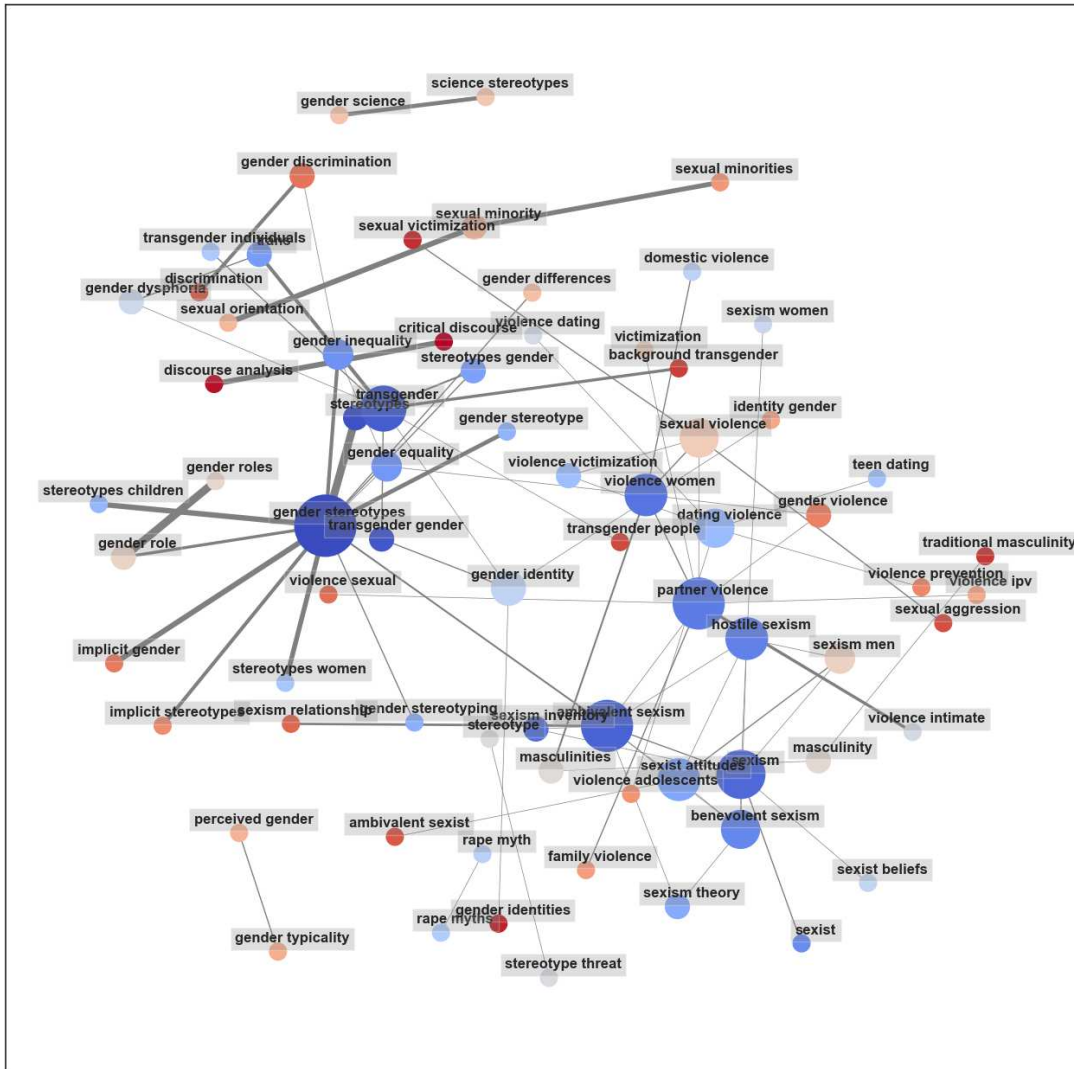 science stereotypes
gender science
gender discrimination
sexual minorities
sexual minority
sexual victimization
transgender individuals
trans
domestic violence
discrimination
gender differences
gender dysphoria
sexism women
sexual orientation
violence dating
critical discourse
victimization
gender inequality
stereotypes gender
background transgender
discourse analysis
transgender
stereotypes
identity gender
gender stereotype
sexual violence
gender equality
violence victimization
teen dating
gender roles
violence women
stereotypes children
gender violence
gender stereotypes
dating violence
transgender gender
transgender people
gender role
traditional masculinity
gender identity
violence sexual
violence prevention
violence ipv
partner violence
sexual aggression
hostile sexism
implicit gender
sexism men
stereotypes women
implicit stereotypes
sexism relationship
gender stereotyping
sexism inventory
ambivalent sexism
violence intimate
stereotype
masculinities
sexist attitudes
sexism
masculinity
violence adolescents
perceived gender
ambivalent sexist
benevolent sexism
rape myth
family violence
sexist beliefs
sexism theory
rape myths
gender identities
gender typicality
sexist
stereotype threat